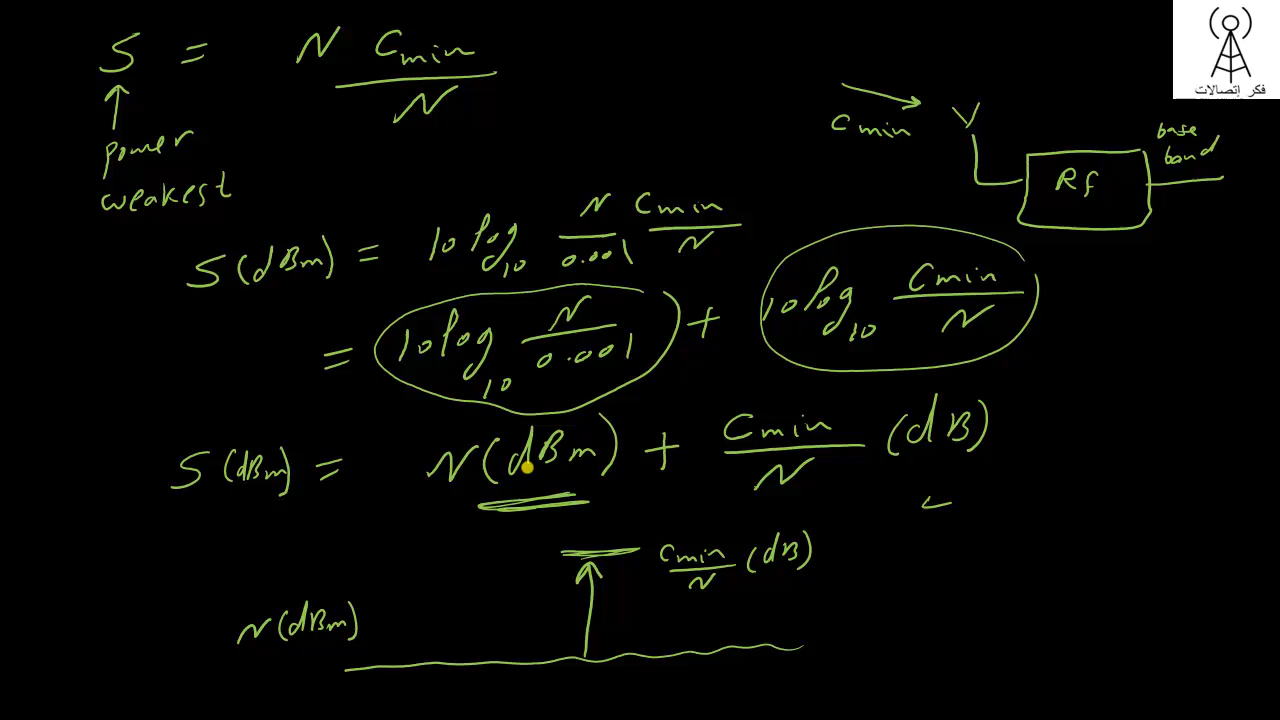 S = N Cmin / N
power
weakest
فكر إتصالات
Cmin
Rf
base
band
S(dBm) = 10 log10 N / 0.001 Cmin / N
= 10 log10 N / 0.001 + 10 log10 Cmin / N
S(dBm) = N(dBm) + Cmin / N (dB)
Cmin / N (dB)
N(dBm)